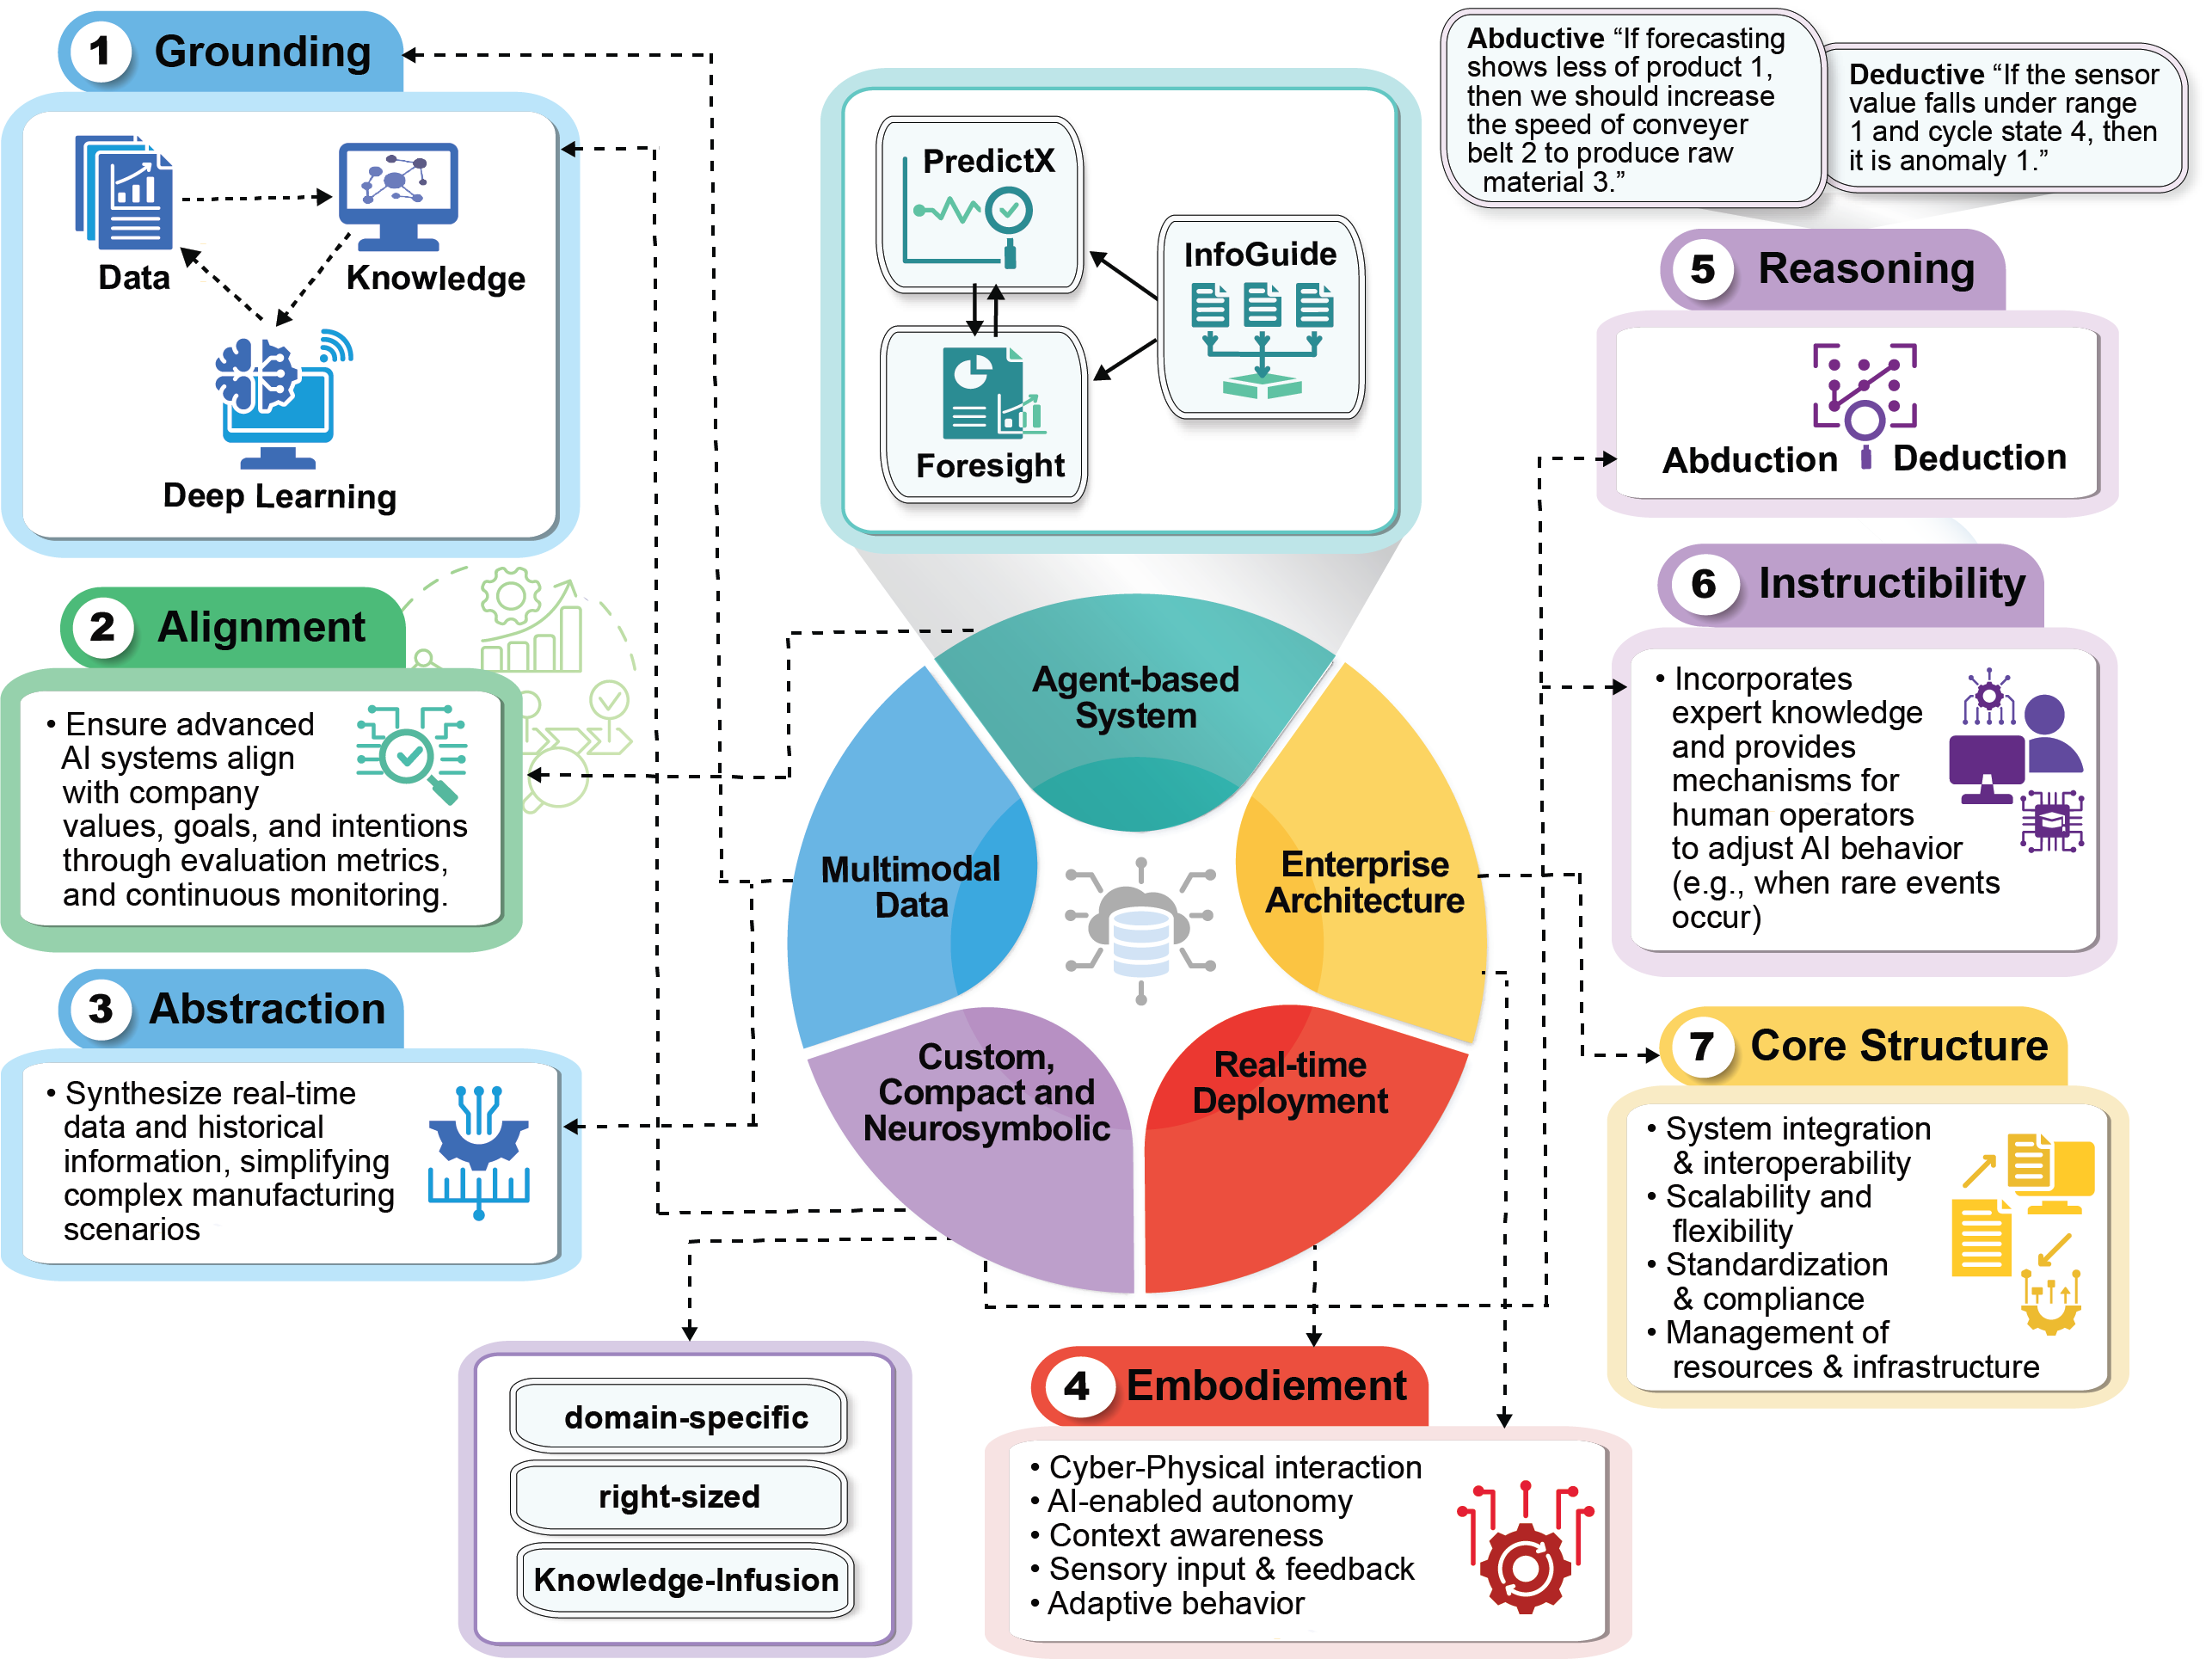 1 Grounding
Data
Knowledge
Deep Learning
2 Alignment
• Ensure advanced
AI systems align
with company
values, goals, and intentions
through evaluation metrics,
and continuous monitoring.
3 Abstraction
• Synthesize real-time
data and historical
information, simplifying
complex manufacturing
scenarios
PredictX
InfoGuide
Foresight
Agent-based
System
Multimodal
Data
Enterprise
Architecture
Custom,
Compact and
Neurosymbolic
Real-time
Deployment
domain-specific
right-sized
Knowledge-Infusion
4 Embodiement
• Cyber-Physical interaction
• AI-enabled autonomy
• Context awareness
• Sensory input & feedback
• Adaptive behavior
Abductive “If forecasting
shows less of product 1,
then we should increase
the speed of conveyer
belt 2 to produce raw
material 3.”
Deductive “If the sensor
value falls under range
1 and cycle state 4, then
it is anomaly 1.”
5 Reasoning
Abduction
Deduction
6 Instructibility
• Incorporates
expert knowledge
and provides
mechanisms for
human operators
to adjust AI behavior
(e.g., when rare events
occur)
7 Core Structure
• System integration
& interoperability
• Scalability and
flexibility
• Standardization
& compliance
• Management of
resources & infrastructure